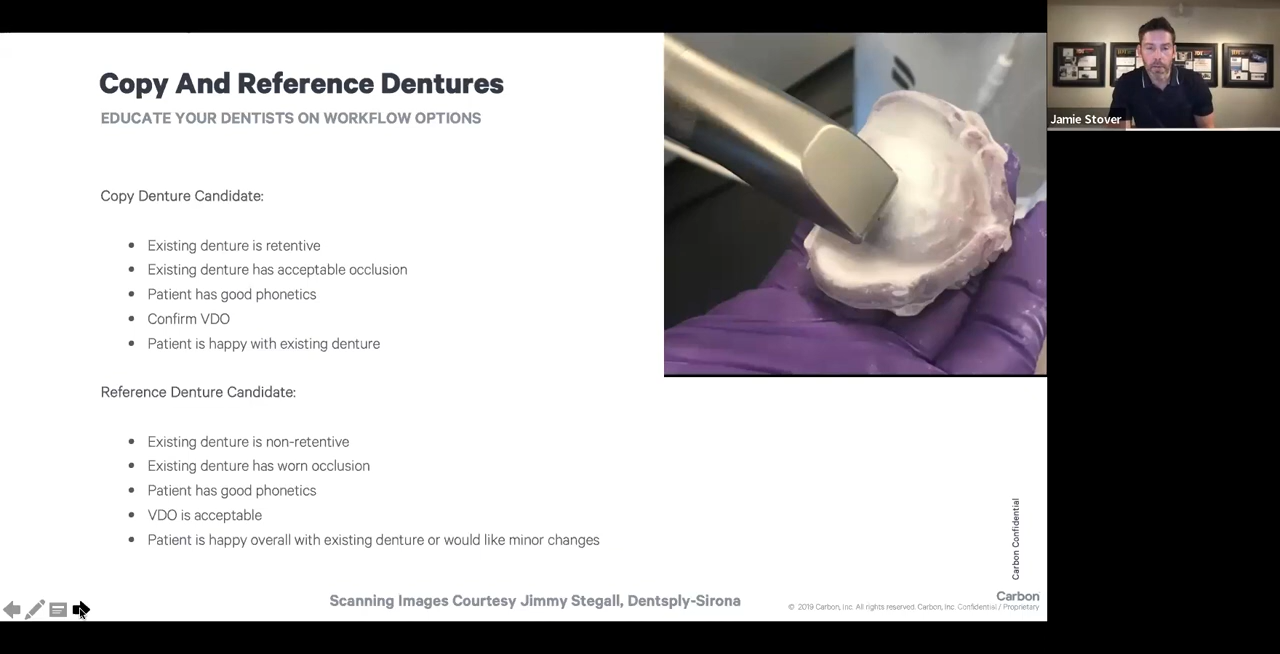 Copy And Reference Dentures
EDUCATE YOUR DENTISTS ON WORKFLOW OPTIONS
Copy Denture Candidate:
• Existing denture is retentive
• Existing denture has acceptable occlusion
• Patient has good phonetics
• Confirm VDO
• Patient is happy with existing denture
Reference Denture Candidate:
• Existing denture is non-retentive
• Existing denture has worn occlusion
• Patient has good phonetics
• VDO is acceptable
• Patient is happy overall with existing denture or would like minor changes
Scanning Images Courtesy Jimmy Stegall, Dentsply-Sirona
Carbon Confidential
Carbon
© 2019 Carbon, Inc. All rights reserved. Carbon, Inc. Confidential / Proprietary
Jamie Stover